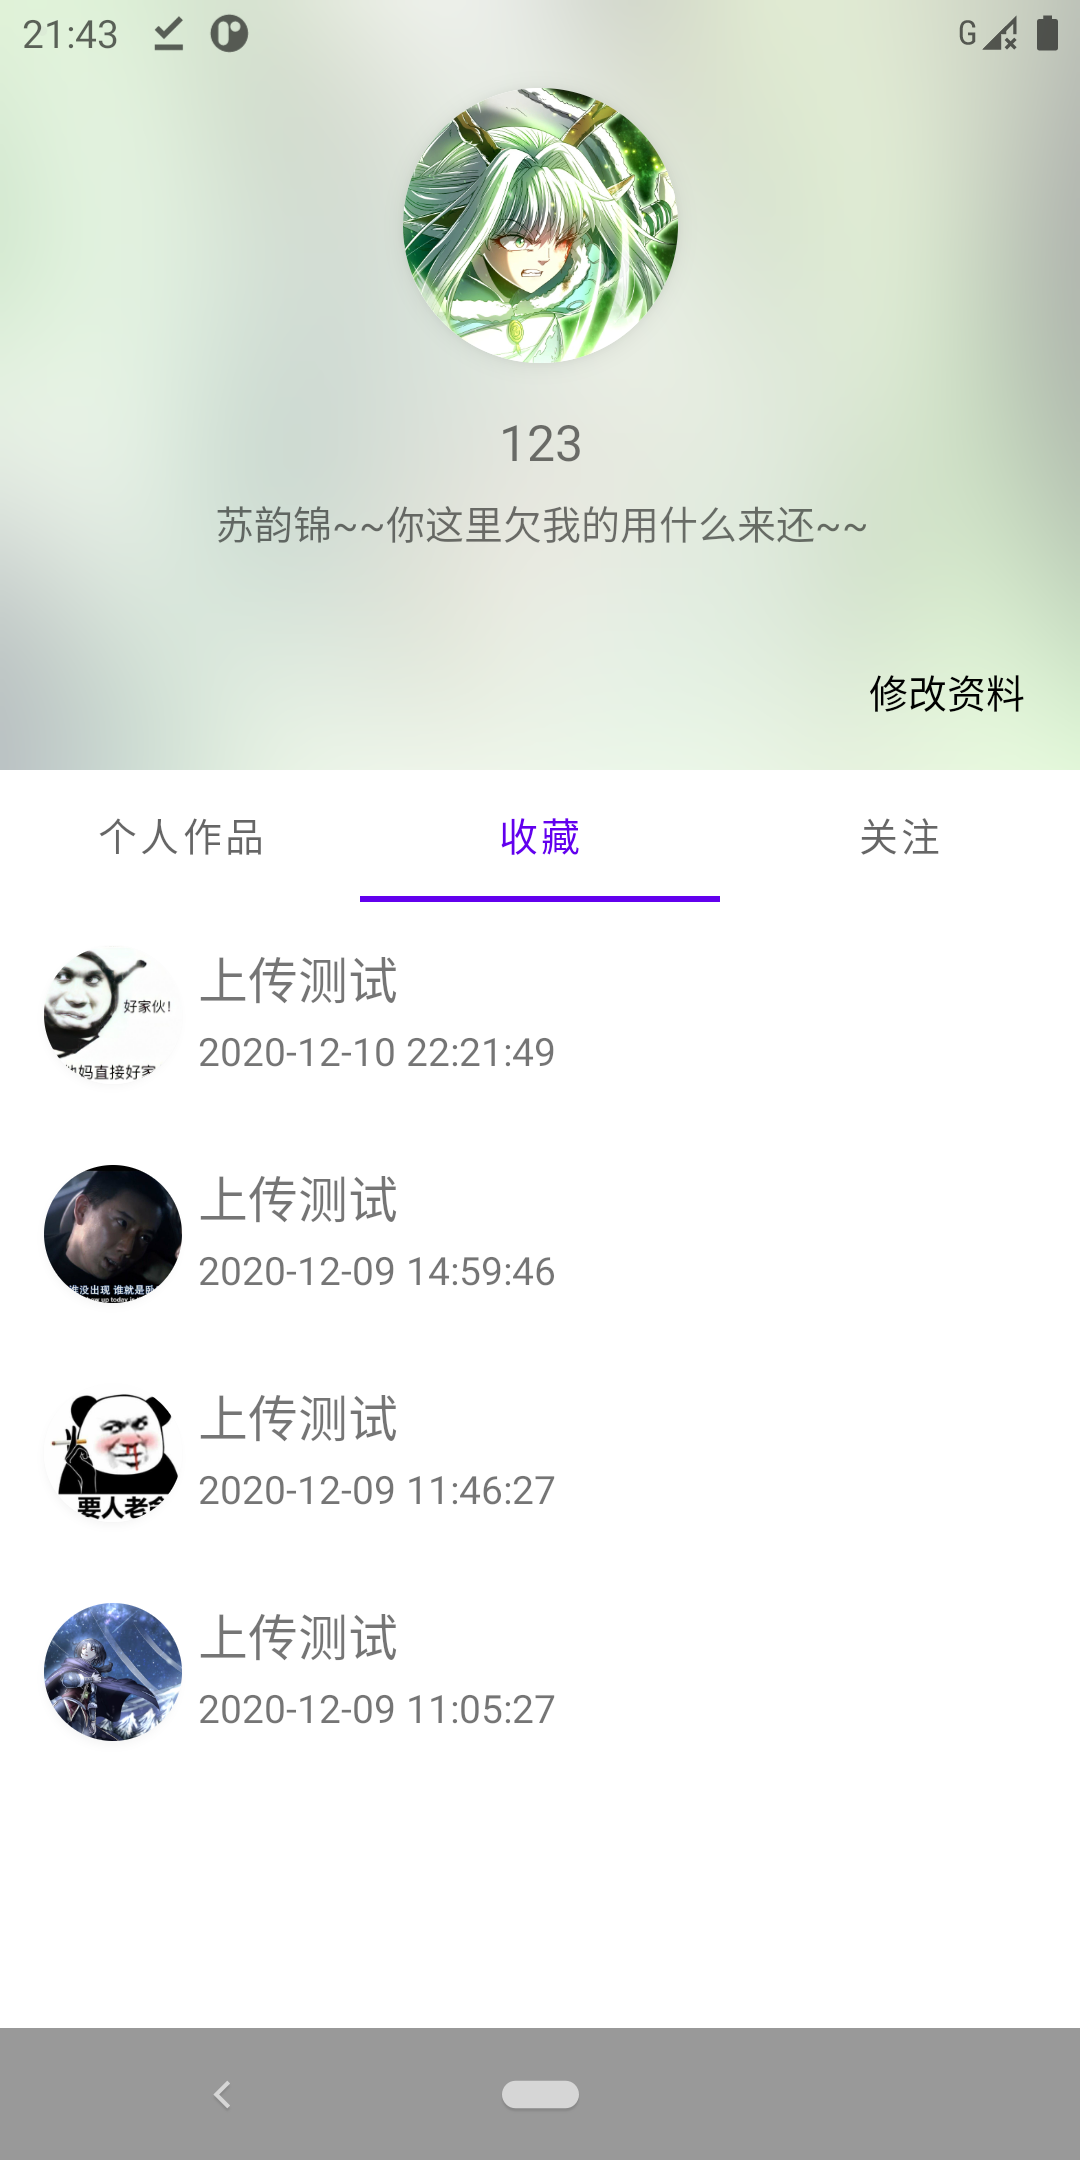 21:43
G
123
苏韵锦~~你这里欠我的用什么来还~~
修改资料
个人作品
收藏
关注
好家伙!
妈直接好家
上传测试
2020-12-10 22:21:49
没出现 谁就是
上传测试
2020-12-09 14:59:46
要人老
上传测试
2020-12-09 11:46:27
上传测试
2020-12-09 11:05:27